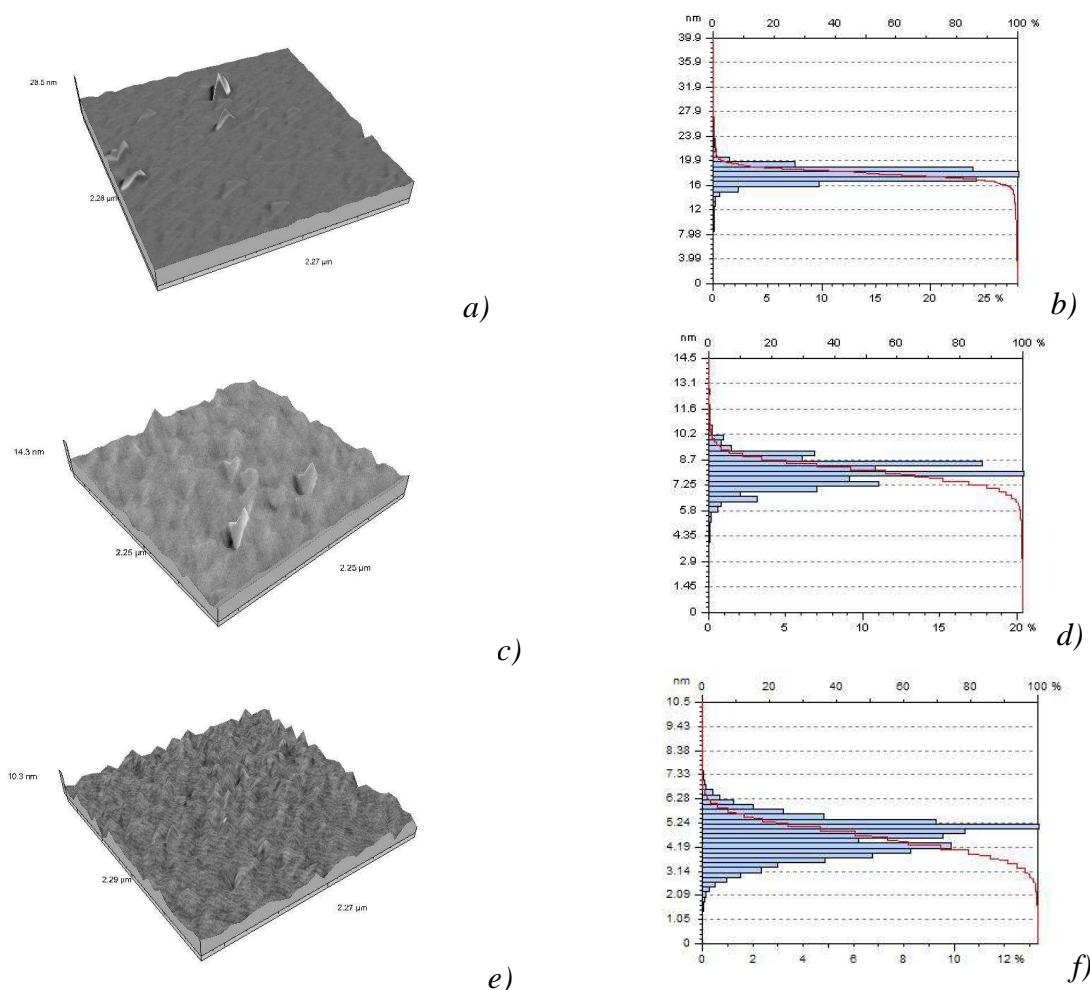 28.5 nm
2.28 µm
2.27 µm
a)
nm 0 20 40 60 80 100 %
39.9
35.9
31.9
27.9
23.9
19.9
16
12
7.98
3.99
0
0 5 10 15 20 25 %
b)
14.3 nm
2.25 µm
2.25 µm
c)
nm 0 20 40 60 80 100 %
14.5
13.1
11.6
10.2
8.7
7.25
5.8
4.35
2.9
1.45
0
0 5 10 15 20 %
d)
10.3 nm
2.29 µm
2.27 µm
e)
nm 0 20 40 60 80 100 %
10.5
9.43
8.38
7.33
6.28
5.24
4.19
3.14
2.09
1.05
0
0 2 4 6 8 10 12 %
f)